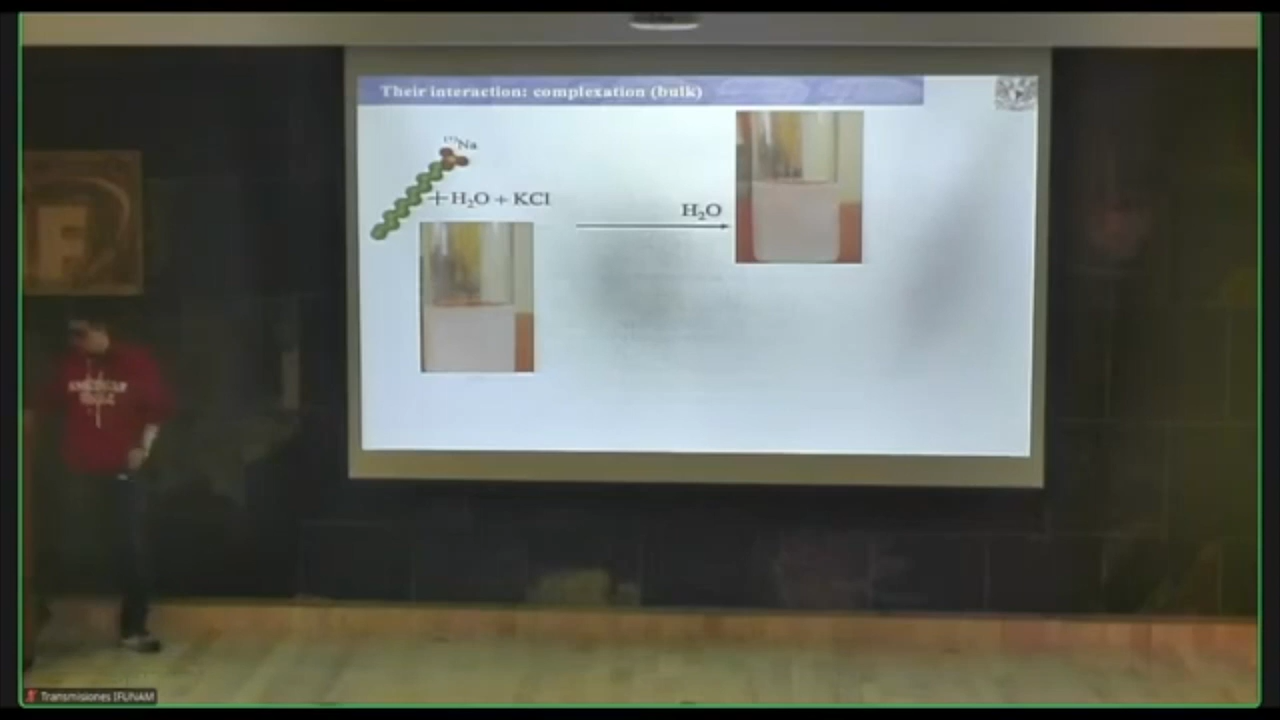 Their interaction: complexation (bulk)
Na
+ H₂O + KCl
H₂O
Transmisiones IFUNAM